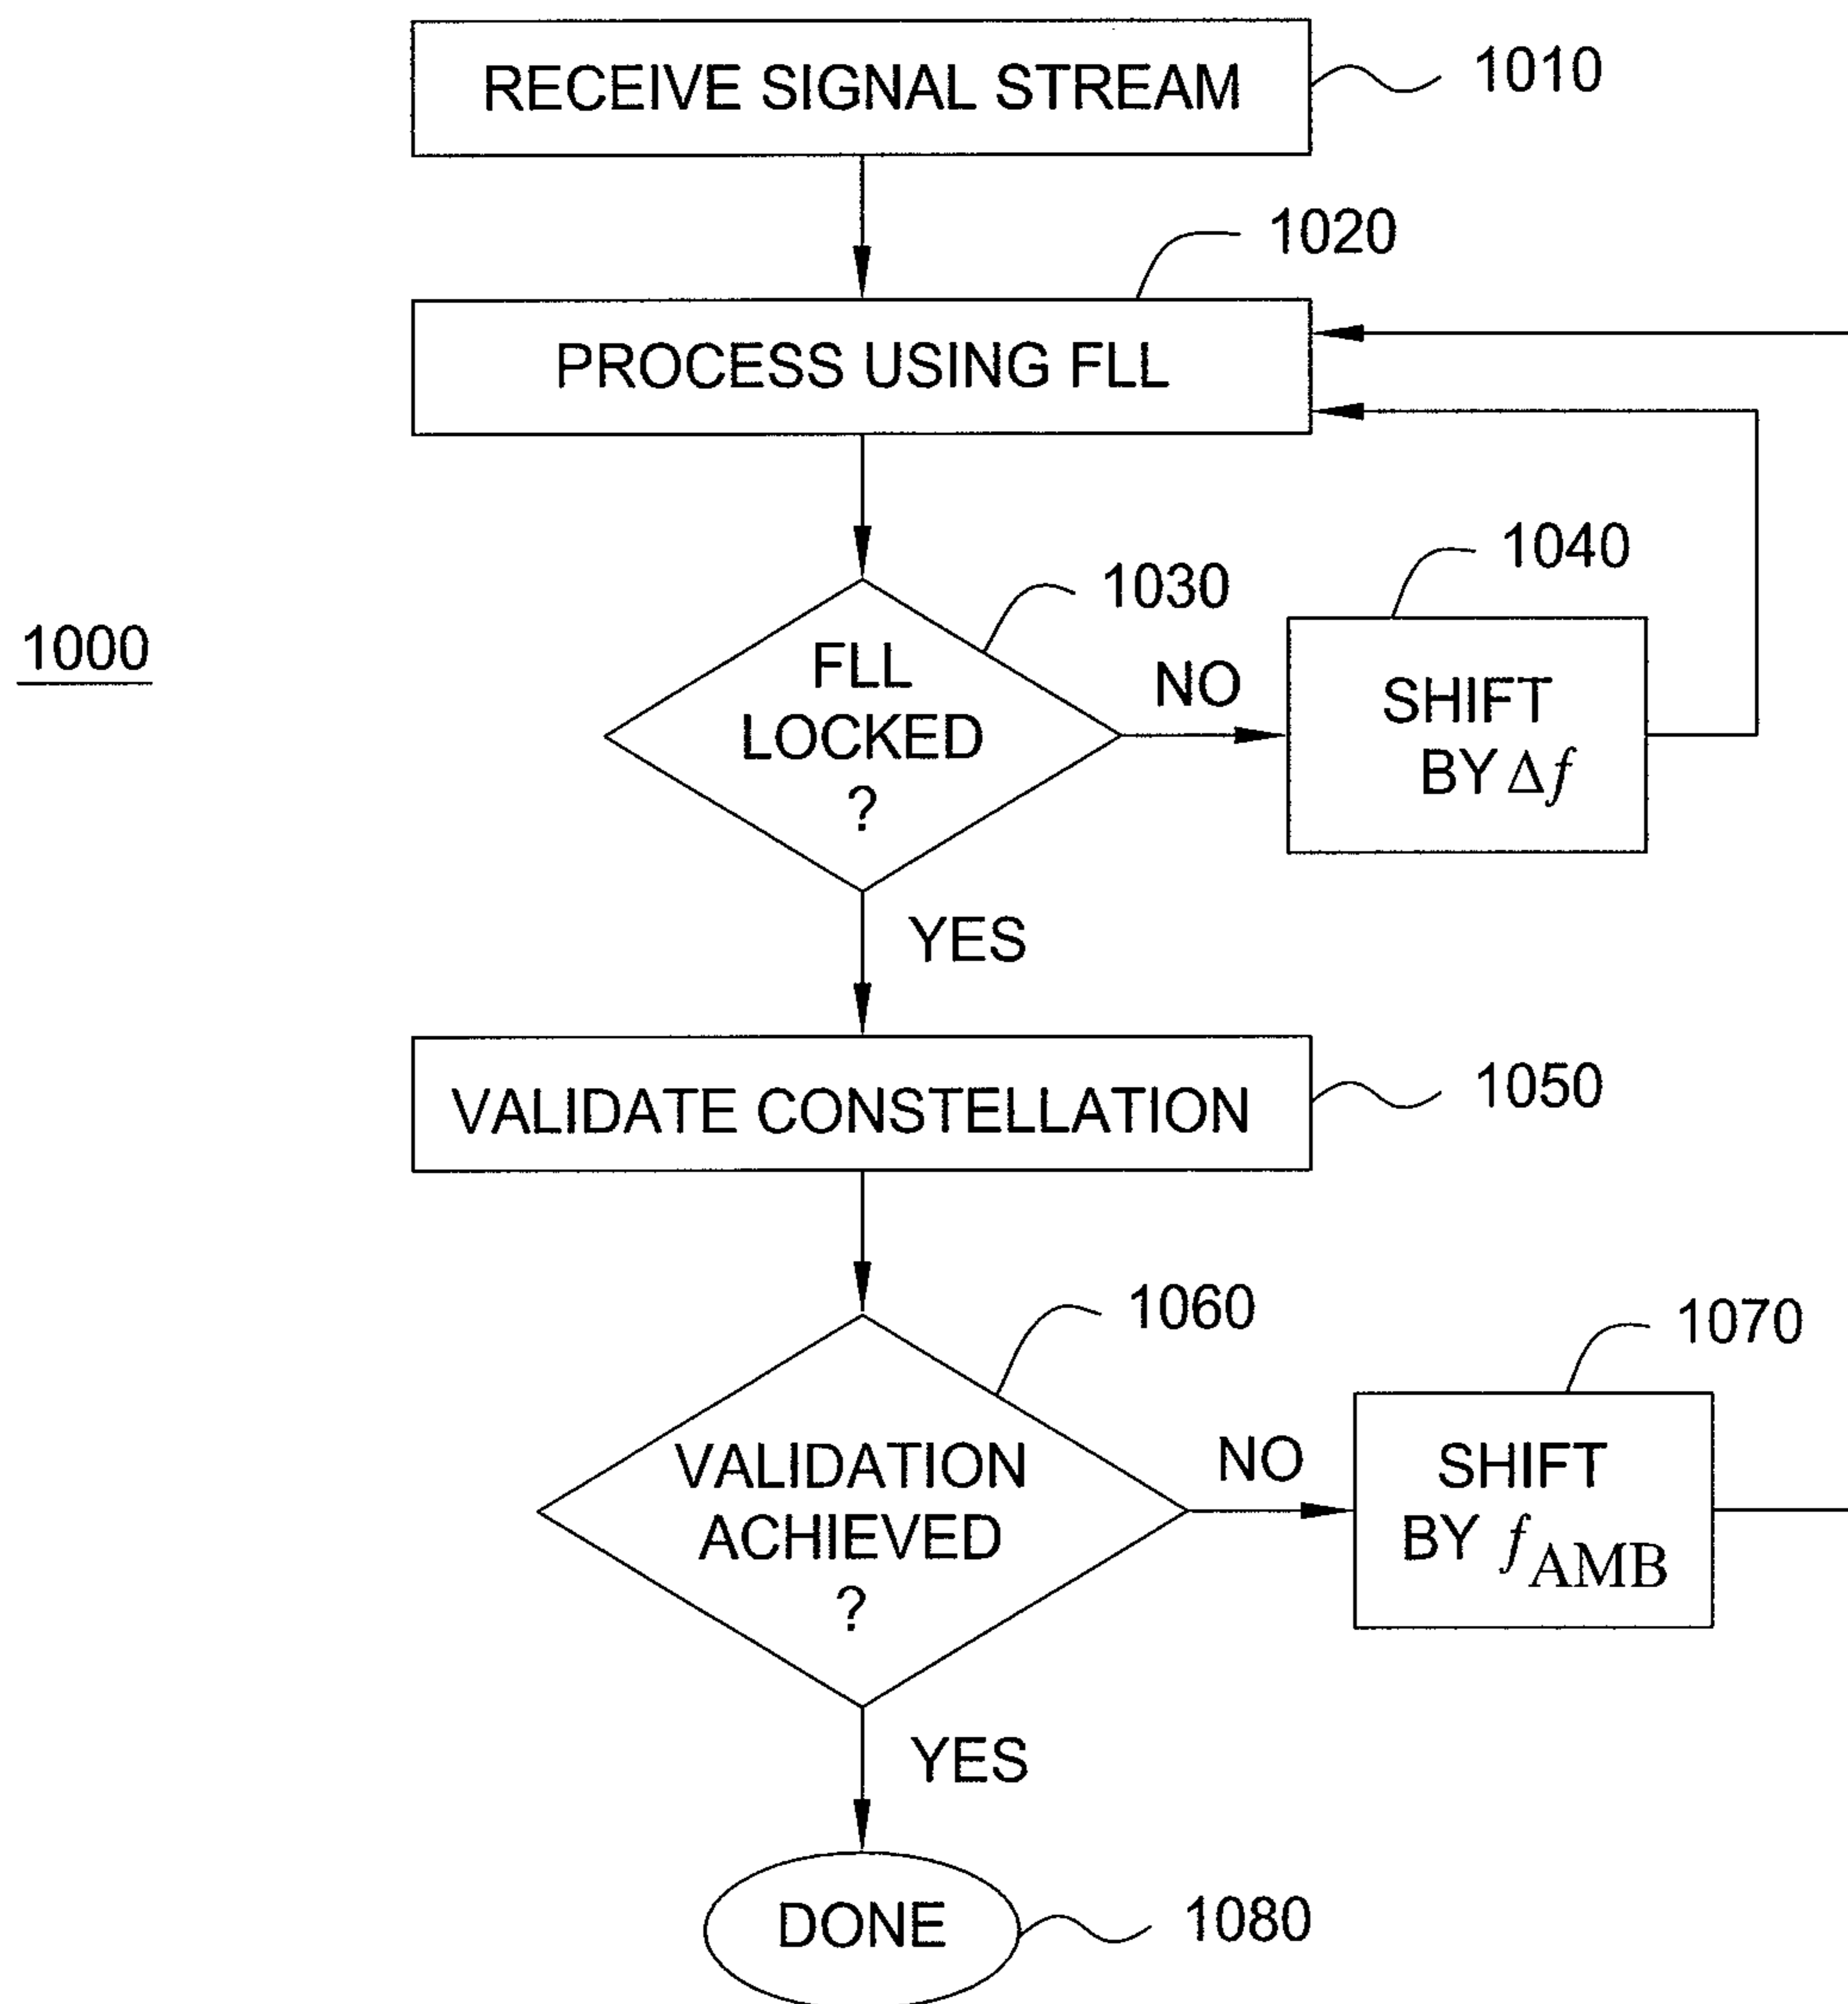 RECEIVE SIGNAL STREAM
1010
1020
PROCESS USING FLL
1000
1030
FLL
LOCKED
?
NO
1040
SHIFT
BY Δf
YES
VALIDATE CONSTELLATION
1050
1060
VALIDATION
ACHIEVED
?
NO
1070
SHIFT
BY f AMB
YES
DONE
1080